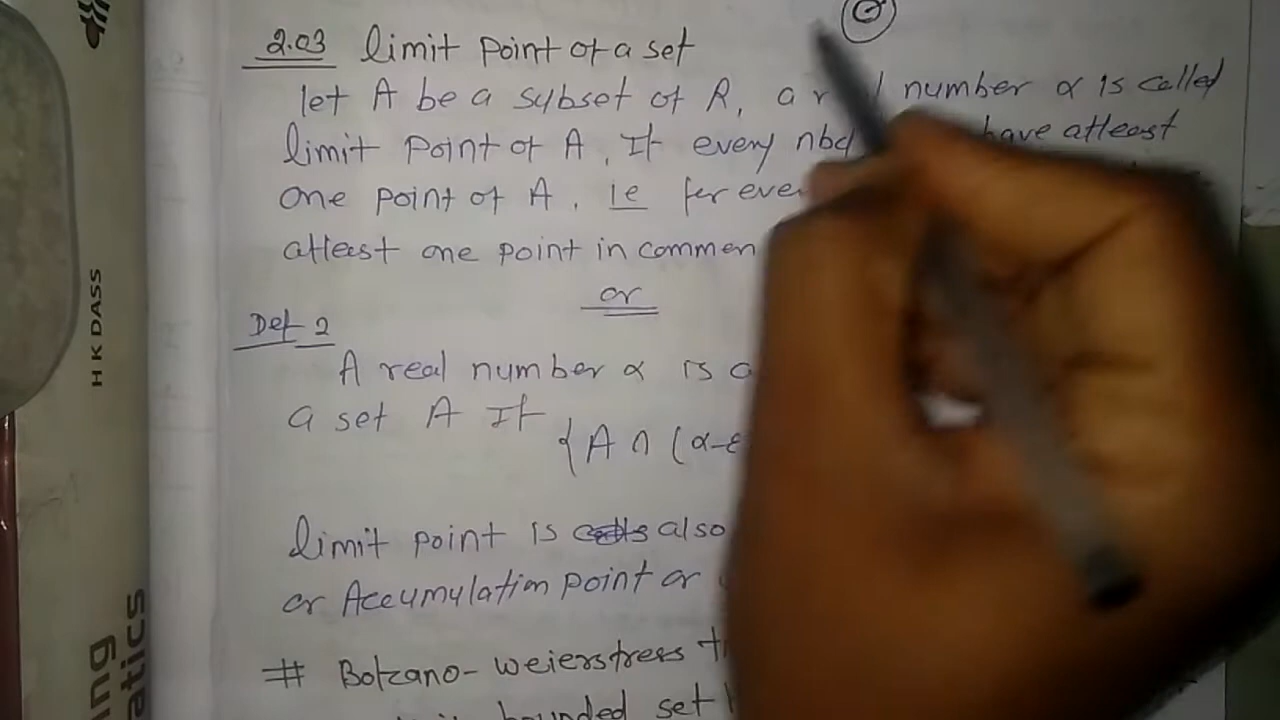 2.03 limit point of a set
let A be a subset of R, a number α is called
limit point of A. If every nbd have atleast
one point of A. ie for ever
atleast one point in common
or
Def 2
A real number α is a
a set A If {A ∩ (α-ε
limit point is also
or Accumulation point or
# Bolzano-weierstress
bounded set
H K DASS
ing
atics